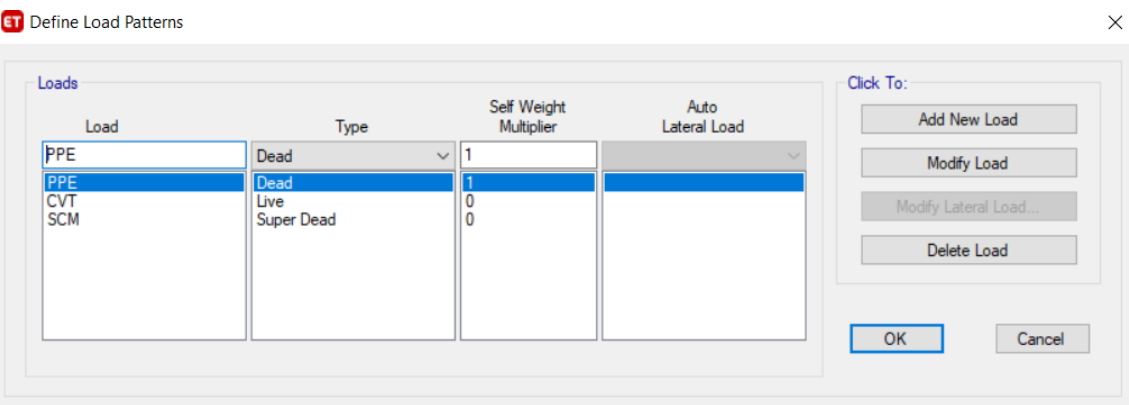 ET Define Load Patterns
Loads
Click To:
Load
Type
Self Weight
Multiplier
Auto
Lateral Load
PPE Dead 1
PPE Dead 1
CVT Live 0
SCM Super Dead 0
Add New Load
Modify Load
Modify Lateral Load...
Delete Load
OK
Cancel